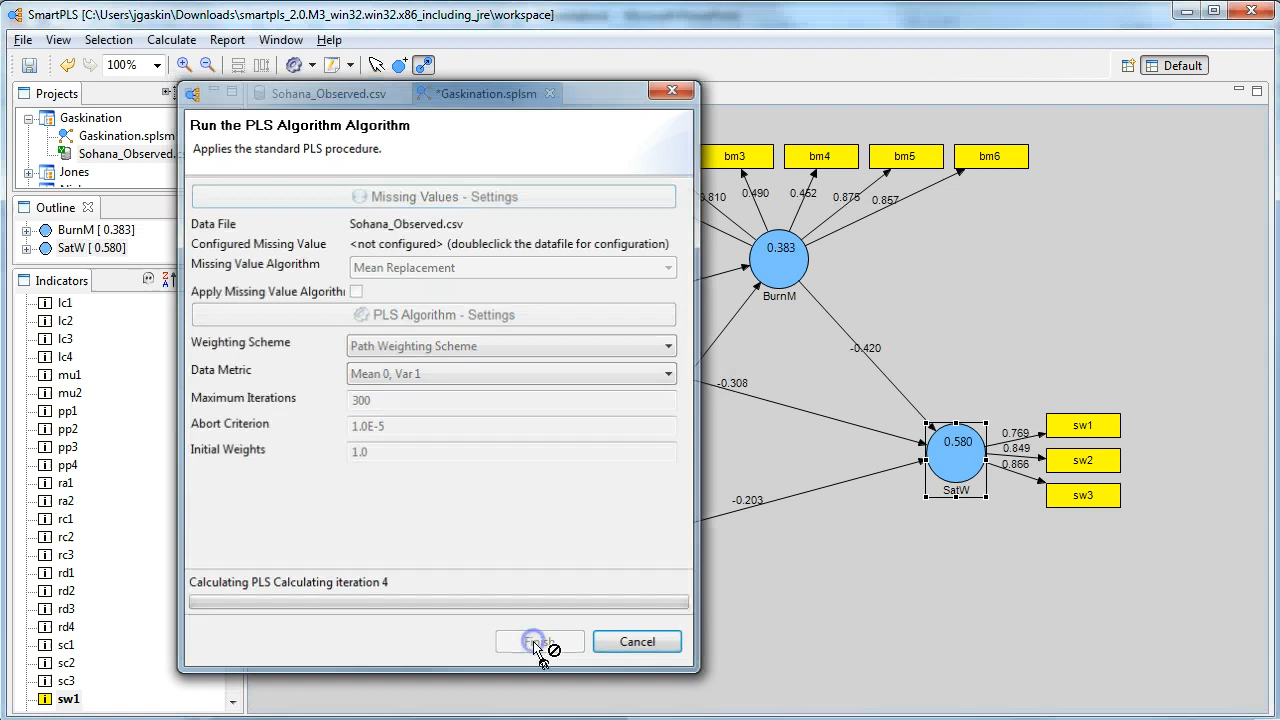 SmartPLS [C:\Users\jgaskin\Downloads\smartpls_2.0.M3_win32.win32.x86_including_jre\workspace]
File View Selection Calculate Report Window Help
100%
Default
Projects
Sohana_Observed.csv
*Gaskination.splsm
Gaskination
Gaskination.splsm
Sohana_Observed.c
Jones
Outline
BurnM [ 0.383]
SatW [ 0.580]
Indicators
lc1
lc2
lc3
lc4
mu1
mu2
pp1
pp2
pp3
pp4
ra1
ra2
rc1
rc2
rc3
rd1
rd2
rd3
rd4
sc1
sc2
sc3
sw1
Run the PLS Algorithm Algorithm
Applies the standard PLS procedure.
Missing Values - Settings
Data File Sohana_Observed.csv
Configured Missing Value <not configured> (doubleclick the datafile for configuration)
Missing Value Algorithm Mean Replacement
Apply Missing Value Algorith
PLS Algorithm - Settings
Weighting Scheme Path Weighting Scheme
Data Metric Mean 0, Var 1
Maximum Iterations 300
Abort Criterion 1.0E-5
Initial Weights 1.0
Calculating PLS Calculating iteration 4
Finish Cancel
bm3 bm4 bm5 bm6
0.810 0.490 0.452 0.875 0.857
0.383
BurnM
-0.420
-0.308
-0.203
0.580
SatW
0.769
0.849
0.866
sw1
sw2
sw3